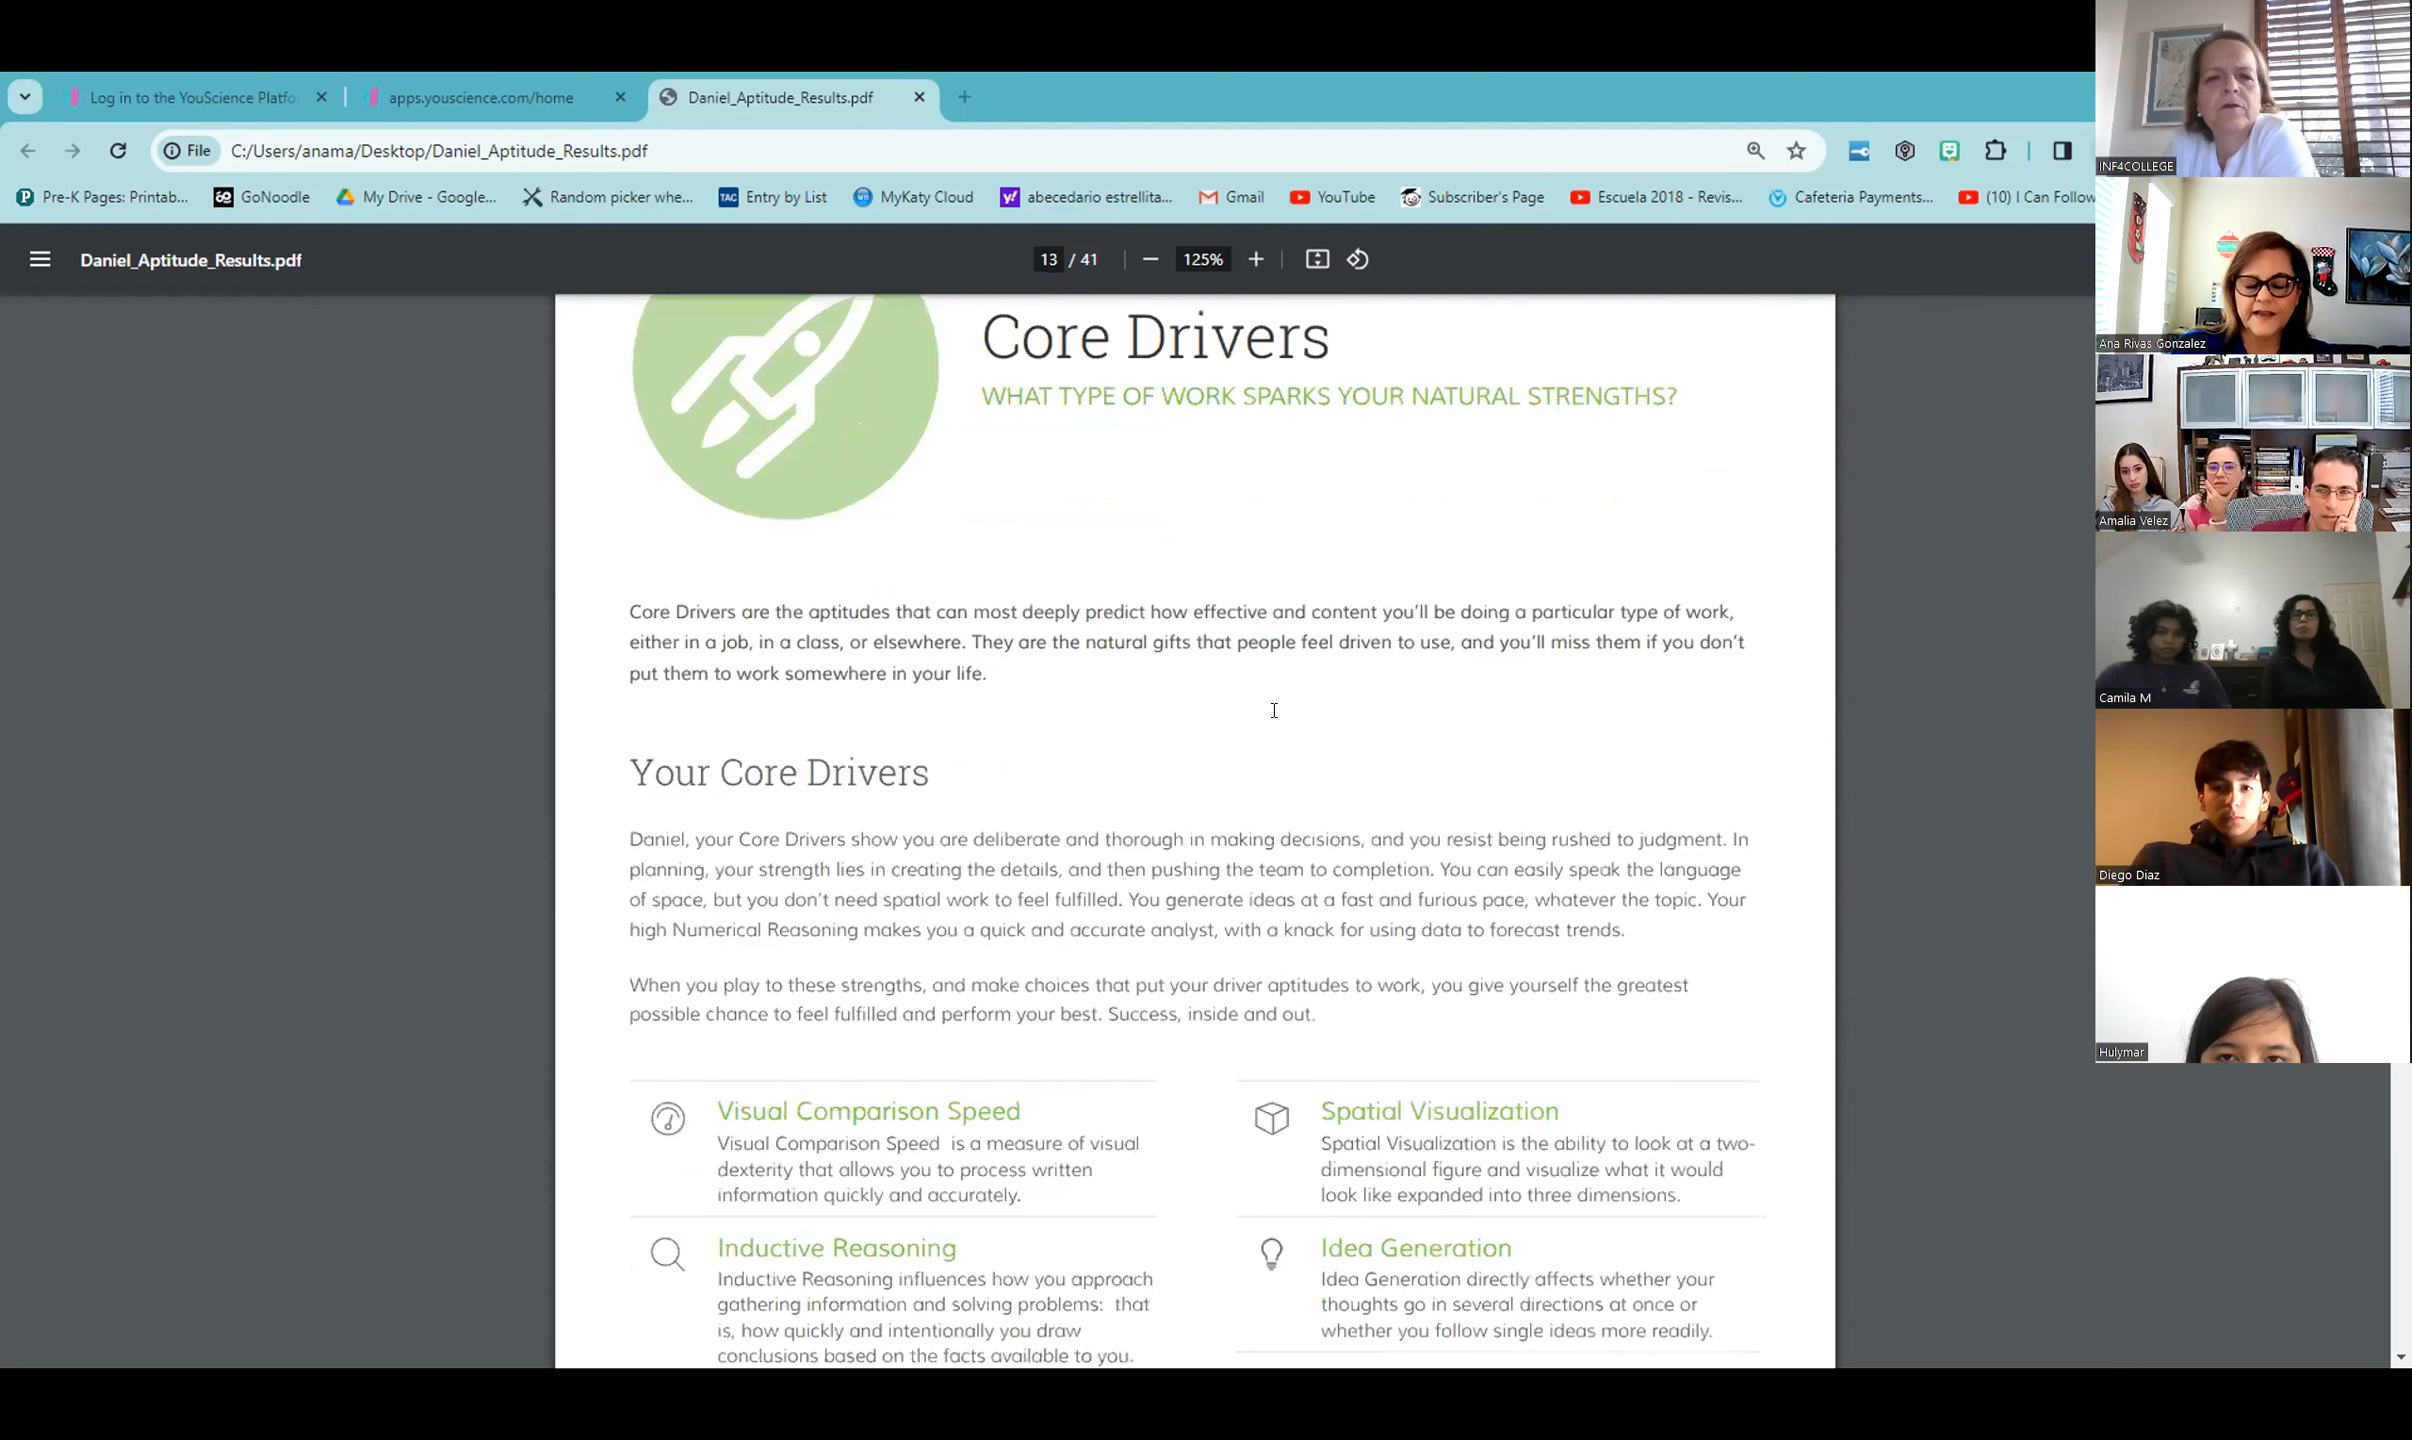 Log in to the YouScience Platfo
apps.youscience.com/home
Daniel_Aptitude_Results.pdf
File
C:/Users/anama/Desktop/Daniel_Aptitude_Results.pdf
Pre-K Pages: Printab...
GoNoodle
My Drive - Google...
Random picker whe...
TAC
Entry by List
MyKaty Cloud
abecedario estrellita...
Gmail
YouTube
Subscriber's Page
Escuela 2018 - Revis...
Cafeteria Payments...
(10) I Can Follow
Daniel_Aptitude_Results.pdf
13 / 41
125%
Core Drivers
WHAT TYPE OF WORK SPARKS YOUR NATURAL STRENGTHS?
Core Drivers are the aptitudes that can most deeply predict how effective and content you'll be doing a particular type of work,
either in a job, in a class, or elsewhere. They are the natural gifts that people feel driven to use, and you'll miss them if you don't
put them to work somewhere in your life.
Your Core Drivers
Daniel, your Core Drivers show you are deliberate and thorough in making decisions, and you resist being rushed to judgment. In
planning, your strength lies in creating the details, and then pushing the team to completion. You can easily speak the language
of space, but you don't need spatial work to feel fulfilled. You generate ideas at a fast and furious pace, whatever the topic. Your
high Numerical Reasoning makes you a quick and accurate analyst, with a knack for using data to forecast trends.
When you play to these strengths, and make choices that put your driver aptitudes to work, you give yourself the greatest
possible chance to feel fulfilled and perform your best. Success, inside and out.
Visual Comparison Speed
Visual Comparison Speed is a measure of visual
dexterity that allows you to process written
information quickly and accurately.
Inductive Reasoning
Inductive Reasoning influences how you approach
gathering information and solving problems: that
is, how quickly and intentionally you draw
conclusions based on the facts available to you.
Spatial Visualization
Spatial Visualization is the ability to look at a two-
dimensional figure and visualize what it would
look like expanded into three dimensions.
Idea Generation
Idea Generation directly affects whether your
thoughts go in several directions at once or
whether you follow single ideas more readily.
INF4COLLEGE
Ana Rivas Gonzalez
Amalia Velez
Camila M
Diego Diaz
Hulymar